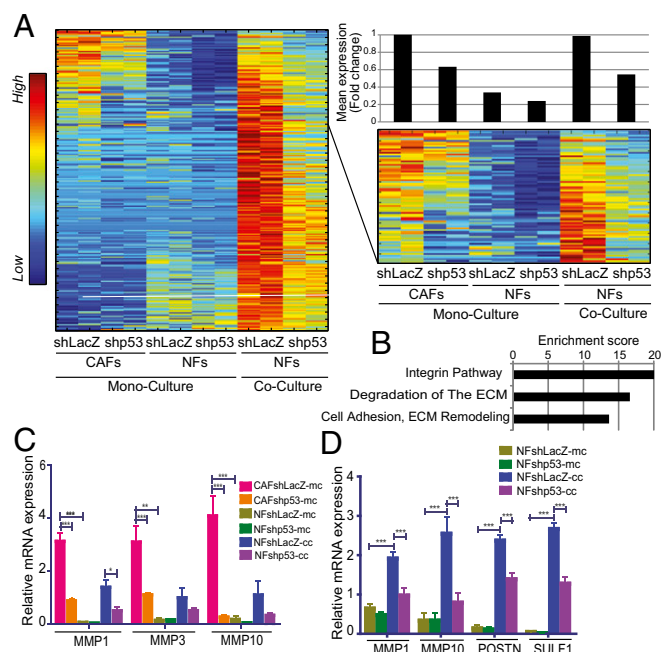 A
High
Low
shLacZ shp53 shLacZ shp53 shLacZ shp53
CAFs NFs NFs
Mono-Culture Co-Culture
Mean expression
(Fold change)
1
0.8
0.6
0.4
0.2
0
shLacZ shp53 shLacZ shp53 shLacZ shp53
CAFs NFs NFs
Mono-Culture Co-Culture
B
Enrichment score
0 5 10 15 20
Integrin Pathway
Degradation of The ECM
Cell Adhesion, ECM Remodeling
C
Relative mRNA expression
6
4
2
0
*** *** *** ** *** *** *
CAFshLacZ-mc
CAFshp53-mc
NFshLacZ-mc
NFshp53-mc
NFshLacZ-cc
NFshp53-cc
MMP1 MMP3 MMP10
D
Relative mRNA expression
4
3
2
1
0
NFshLacZ-mc
NFshp53-mc
NFshLacZ-cc
NFshp53-cc
*** *** *** *** *** *** *** ***
MMP1 MMP10 POSTN SULF1